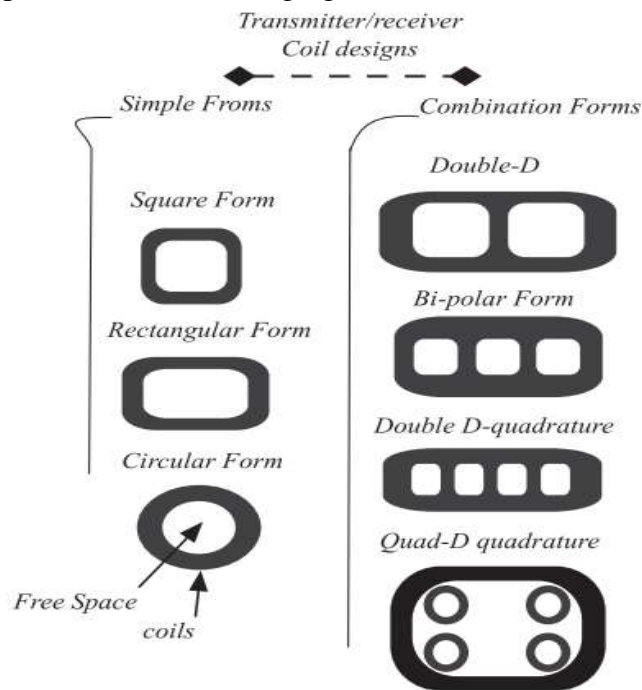 Transmitter/receiver
Coil designs
Simple Froms
Combination Forms
Double-D
Square Form
Bi-polar Form
Rectangular Form
Double D-quadrature
Circular Form
Quad-D quadrature
Free Space
coils